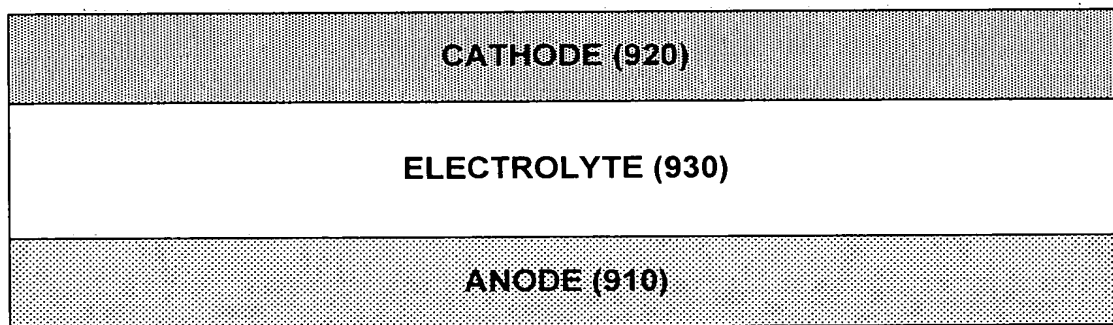 CATHODE (920)
ELECTROLYTE (930)
ANODE (910)